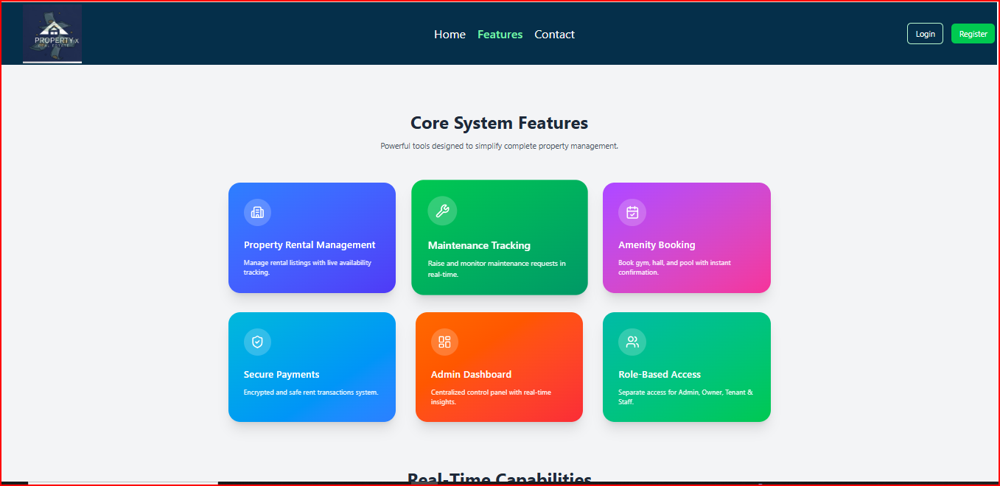 PROPERTY X
REAL ESTATE
Home Features Contact
Login Register
Core System Features
Powerful tools designed to simplify complete property management.
Property Rental Management
Manage rental listings with live availability
tracking.
Maintenance Tracking
Raise and monitor maintenance requests in
real-time.
Amenity Booking
Book gym, hall, and pool with instant
confirmation.
Secure Payments
Encrypted and safe rent transactions system.
Admin Dashboard
Centralized control panel with real-time
insights.
Role-Based Access
Separate access for Admin, Owner, Tenant &
Staff.
Real-Time Capabilities